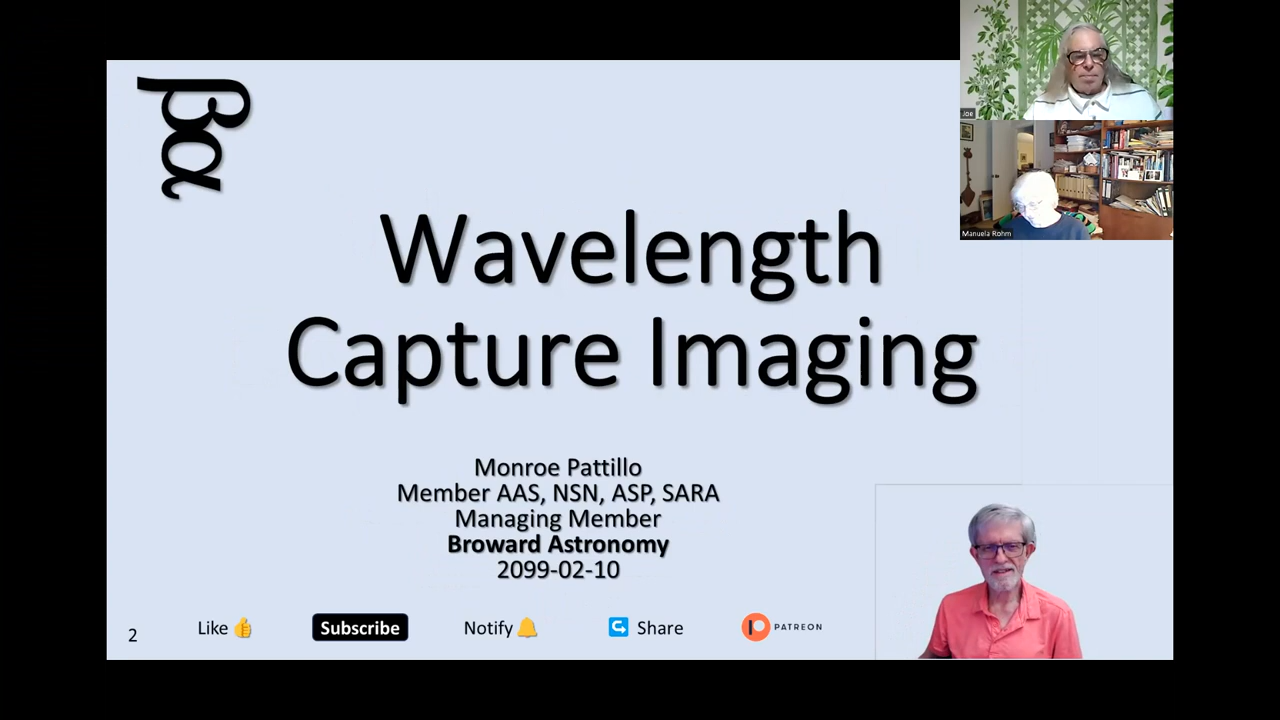 βα
Joe
Manuela Rohm
Wavelength
Capture Imaging
Monroe Pattillo
Member AAS, NSN, ASP, SARA
Managing Member
Broward Astronomy
2099-02-10
2
Like 👍
Subscribe
Notify 🔔
Share
PATREON